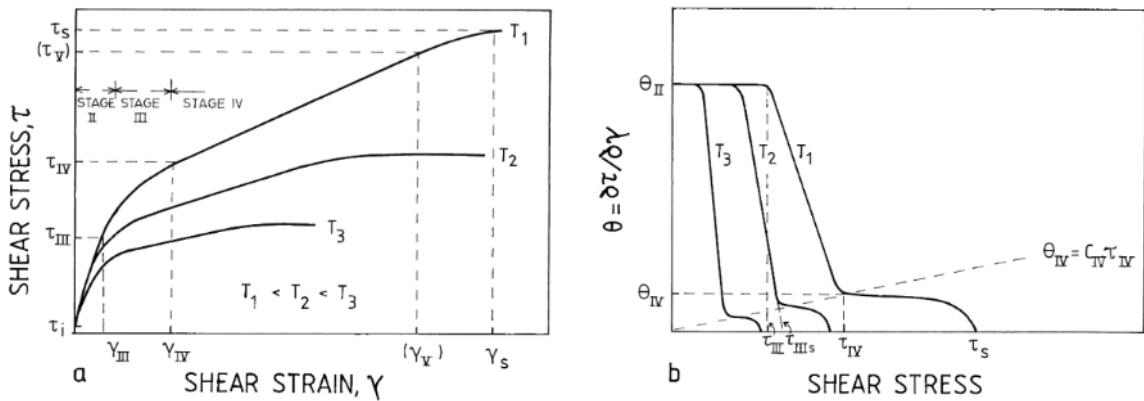 τs
(τV)
SHEAR STRESS, τ
STAGE II
STAGE III
STAGE IV
τIV
τIII
τi
T1
T2
T3
T1 < T2 < T3
γIII
γIV
(γV)
γs
a
SHEAR STRAIN, γ
θII
θ = ∂τ/∂γ
θIV
T3
T2
T1
θIV = CIV τIV
τIII
τIIIs
τIV
τs
b
SHEAR STRESS